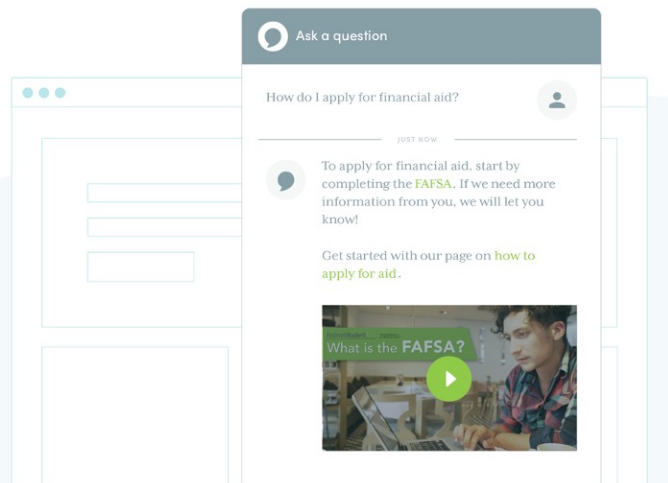 Ask a question
How do I apply for financial aid?
JUST NOW
To apply for financial aid, start by
completing the FAFSA. If we need more
information from you, we will let you
know!
Get started with our page on how to
apply for aid.
What is the FAFSA?